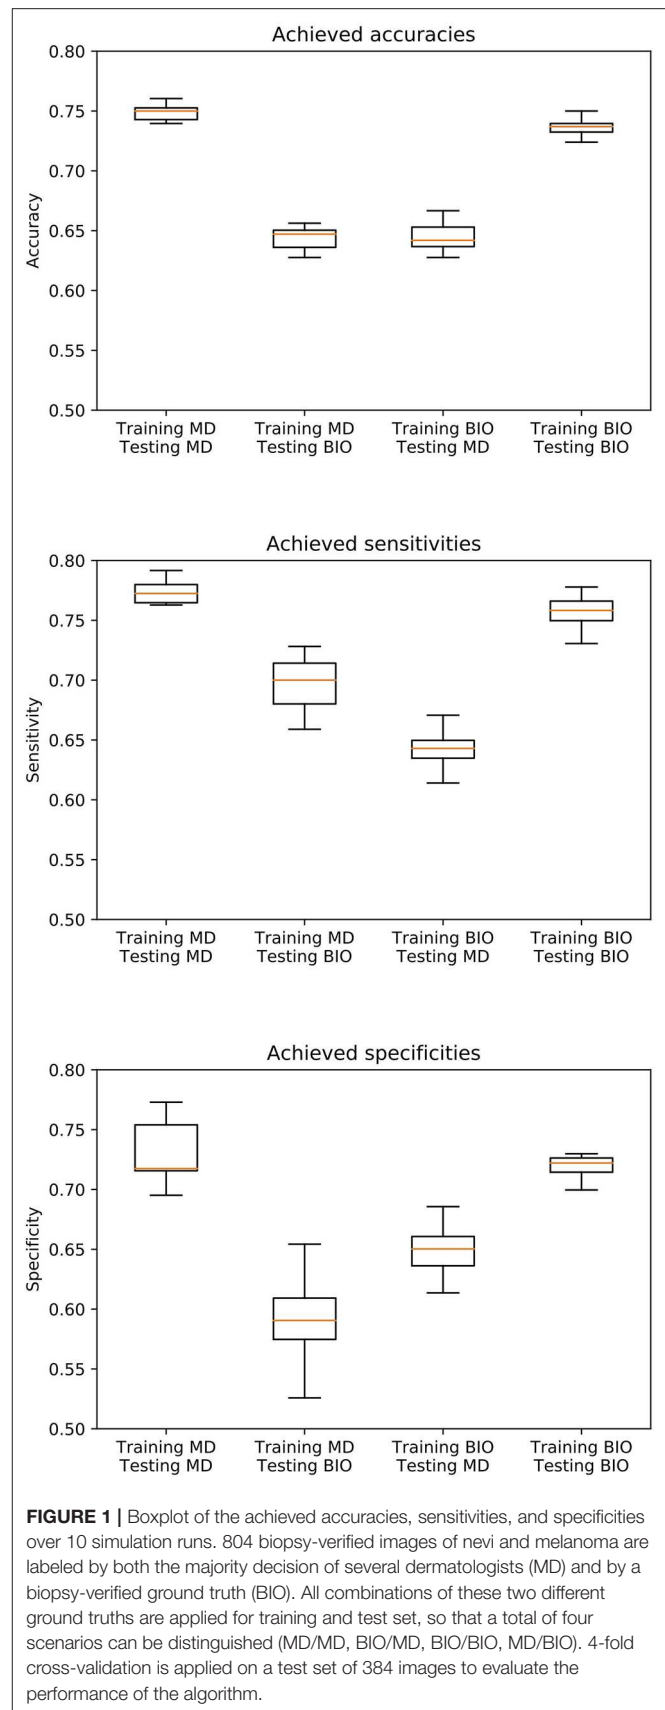 Achieved accuracies
0.80
0.75
0.70
0.65
0.60
0.55
0.50
Accuracy
Training MD
Testing MD
Training MD
Testing BIO
Training BIO
Testing MD
Training BIO
Testing BIO
Achieved sensitivities
0.80
0.75
0.70
0.65
0.60
0.55
0.50
Sensitivity
Training MD
Testing MD
Training MD
Testing BIO
Training BIO
Testing MD
Training BIO
Testing BIO
Achieved specificities
0.80
0.75
0.70
0.65
0.60
0.55
0.50
Specificity
Training MD
Testing MD
Training MD
Testing BIO
Training BIO
Testing MD
Training BIO
Testing BIO
FIGURE 1 | Boxplot of the achieved accuracies, sensitivities, and specificities
over 10 simulation runs. 804 biopsy-verified images of nevi and melanoma are
labeled by both the majority decision of several dermatologists (MD) and by a
biopsy-verified ground truth (BIO). All combinations of these two different
ground truths are applied for training and test set, so that a total of four
scenarios can be distinguished (MD/MD, BIO/MD, BIO/BIO, MD/BIO). 4-fold
cross-validation is applied on a test set of 384 images to evaluate the
performance of the algorithm.